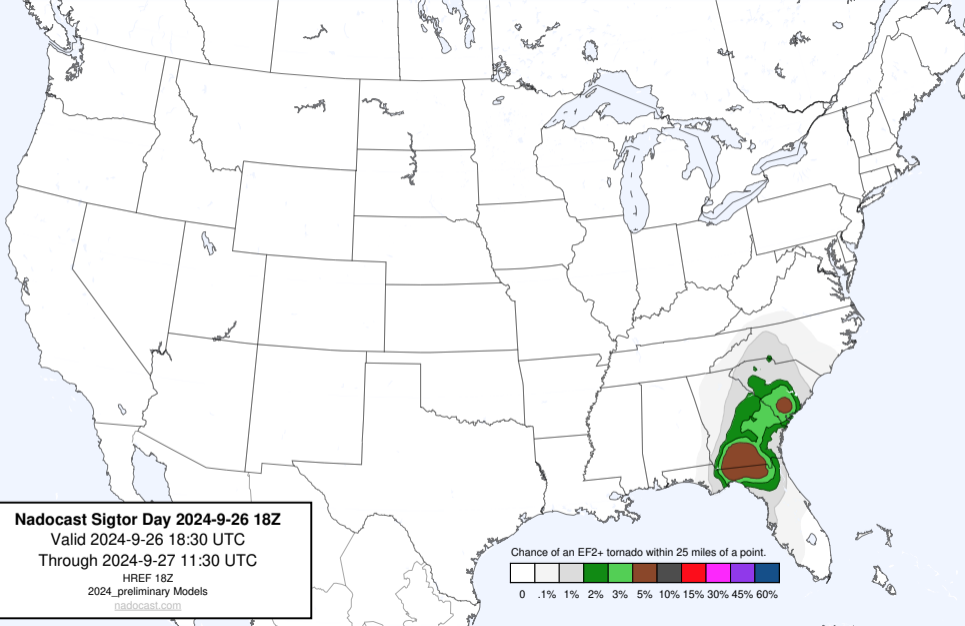 Nadocast Sigtor Day 2024-9-26 18Z
Valid 2024-9-26 18:30 UTC
Through 2024-9-27 11:30 UTC
HREF 18Z
2024_preliminary Models
nadocast.com
Chance of an EF2+ tornado within 25 miles of a point.
0 .1% 1% 2% 3% 5% 10% 15% 30% 45% 60%